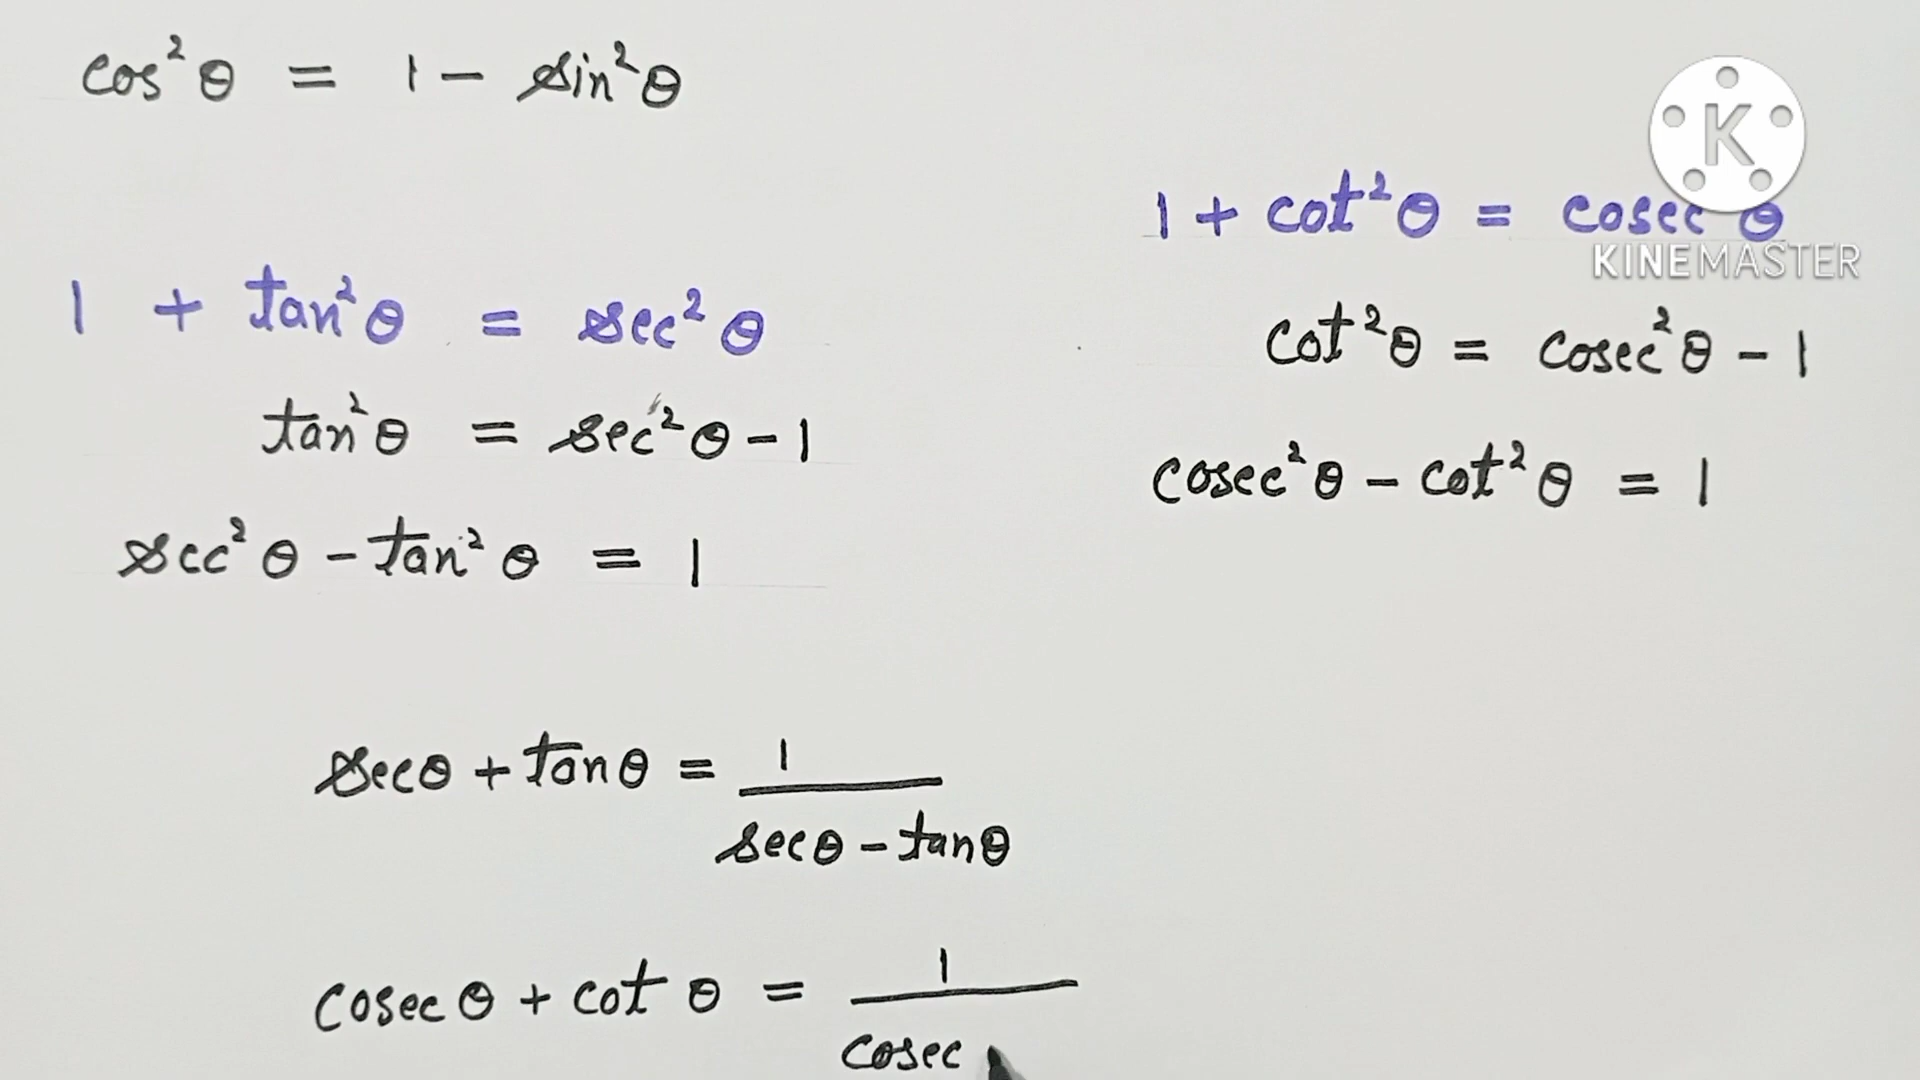 cos²θ = 1 - sin²θ
1 + tan²θ = sec²θ
tan²θ = sec²θ - 1
sec²θ - tan²θ = 1
K
1 + cot²θ = cosec θ
KINEMASTER
cot²θ = cosec²θ - 1
cosec²θ - cot²θ = 1
secθ + tanθ = 1
secθ - tanθ
cosec θ + cot θ = 1
cosec